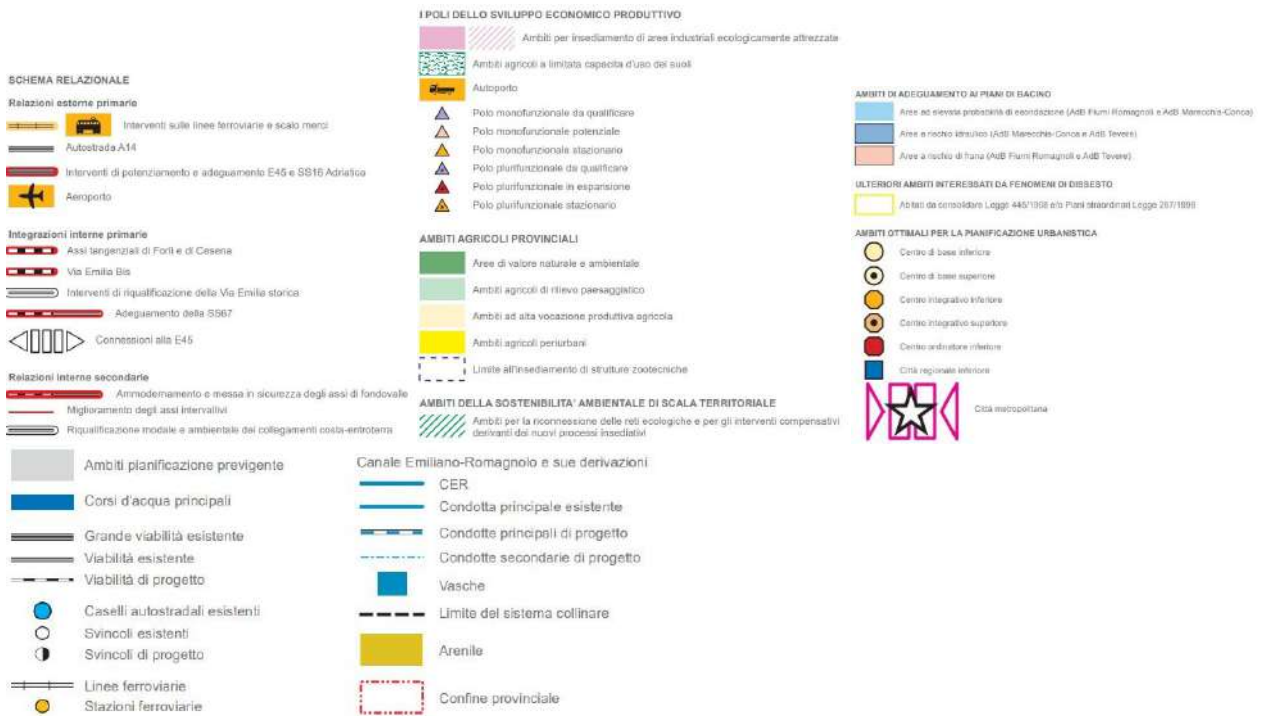 SCHEMA RELAZIONALE
Relazioni esterne primarie
Interventi sulle linee ferroviarie e scalo merci
Autostrada A14
Interventi di potenziamento e adeguamento E45 e SS16 Adriatica
Aeroporto
Integrazioni interne primarie
Assi tangenziali di Forlì e di Cesena
Via Emilia Bis
Interventi di riqualificazione della Via Emilia storica
Adeguamento della SS67
Connessioni alla E45
Relazioni interne secondarie
Ammodernamento e messa in sicurezza degli assi di fondovalle
Miglioramento degli assi intervallivi
Riqualificazione modale e ambientale dei collegamenti costa-entroterra
I POLI DELLO SVILUPPO ECONOMICO PRODUTTIVO
Ambiti per insediamento di aree industriali ecologicamente attrezzate
Ambiti agricoli a limitata capacita d'uso dei suoli
Autoporto
Polo monofunzionale da qualificare
Polo monofunzionale potenziale
Polo monofunzionale stazionario
Polo plurifunzionale da qualificare
Polo plurifunzionale in espansione
Polo plurifunzionale stazionario
AMBITI AGRICOLI PROVINCIALI
Aree di valore naturale e ambientale
Ambiti agricoli di rilievo paesaggistico
Ambiti ad alta vocazione produttiva agricola
Ambiti agricoli periurbani
Limite all'insediamento di strutture zootecniche
AMBITI DELLA SOSTENIBILITA' AMBIENTALE DI SCALA TERRITORIALE
Ambiti per la riconnessione delle reti ecologiche e per gli interventi compensativi
derivanti dai nuovi processi insediativi
AMBITI DI ADEGUAMENTO AI PIANI DI BACINO
Aree ad elevata probabilità di esondazione (AdB Fiumi Romagnoli e AdB Marecchia-Conca)
Aree a rischio idraulico (AdB Marecchia-Conca e AdB Tevere)
Aree a rischio di frana (AdB Fiumi Romagnoli e AdB Tevere)
ULTERIORI AMBITI INTERESSATI DA FENOMENI DI DISSESTO
Abitati da consolidare Legge 445/1908 e/o Piani straordinari Legge 267/1998
AMBITI OTTIMALI PER LA PIANIFICAZIONE URBANISTICA
Centro di base inferiore
Centro di base superiore
Centro integrativo inferiore
Centro integrativo superiore
Centro ordinatore inferiore
Città regionale inferiore
Città metropolitana
Ambiti pianificazione previgente
Corsi d'acqua principali
Grande viabilità esistente
Viabilità esistente
Viabilità di progetto
Caselli autostradali esistenti
Svincoli esistenti
Svincoli di progetto
Linee ferroviarie
Stazioni ferroviarie
Canale Emiliano-Romagnolo e sue derivazioni
CER
Condotta principale esistente
Condotte principali di progetto
Condotte secondarie di progetto
Vasche
Limite del sistema collinare
Arenile
Confine provinciale